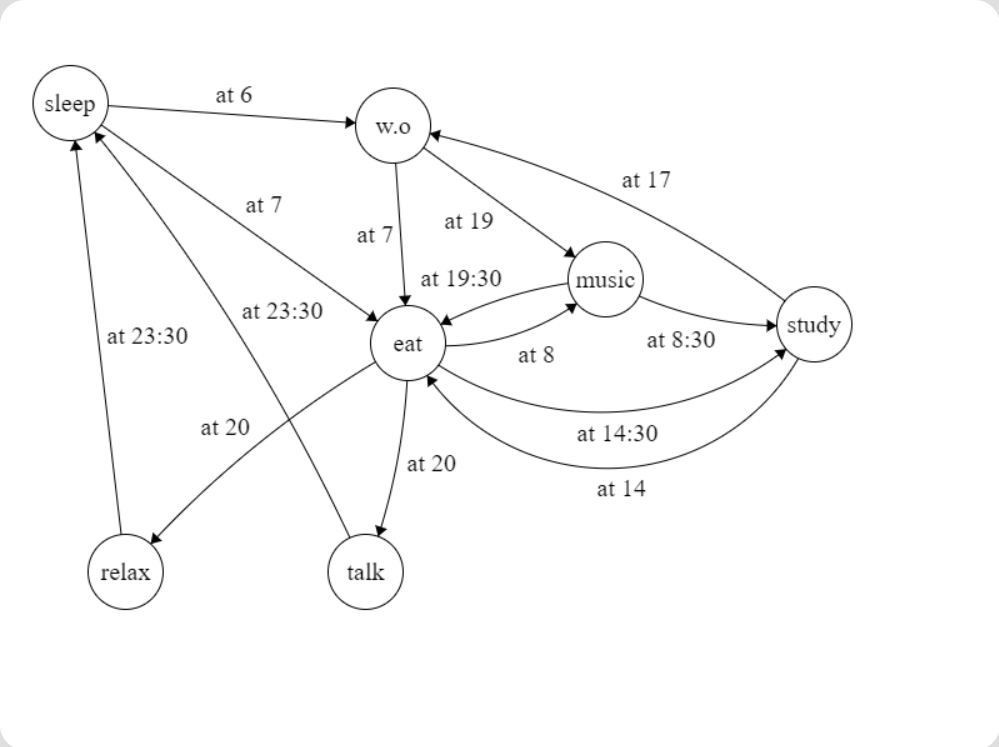 sleep
at 6
w.o
at 17
at 7
at 19
at 7
at 19:30
music
at 23:30
study
at 23:30
eat
at 8
at 8:30
at 20
at 14:30
at 20
at 14
relax
talk